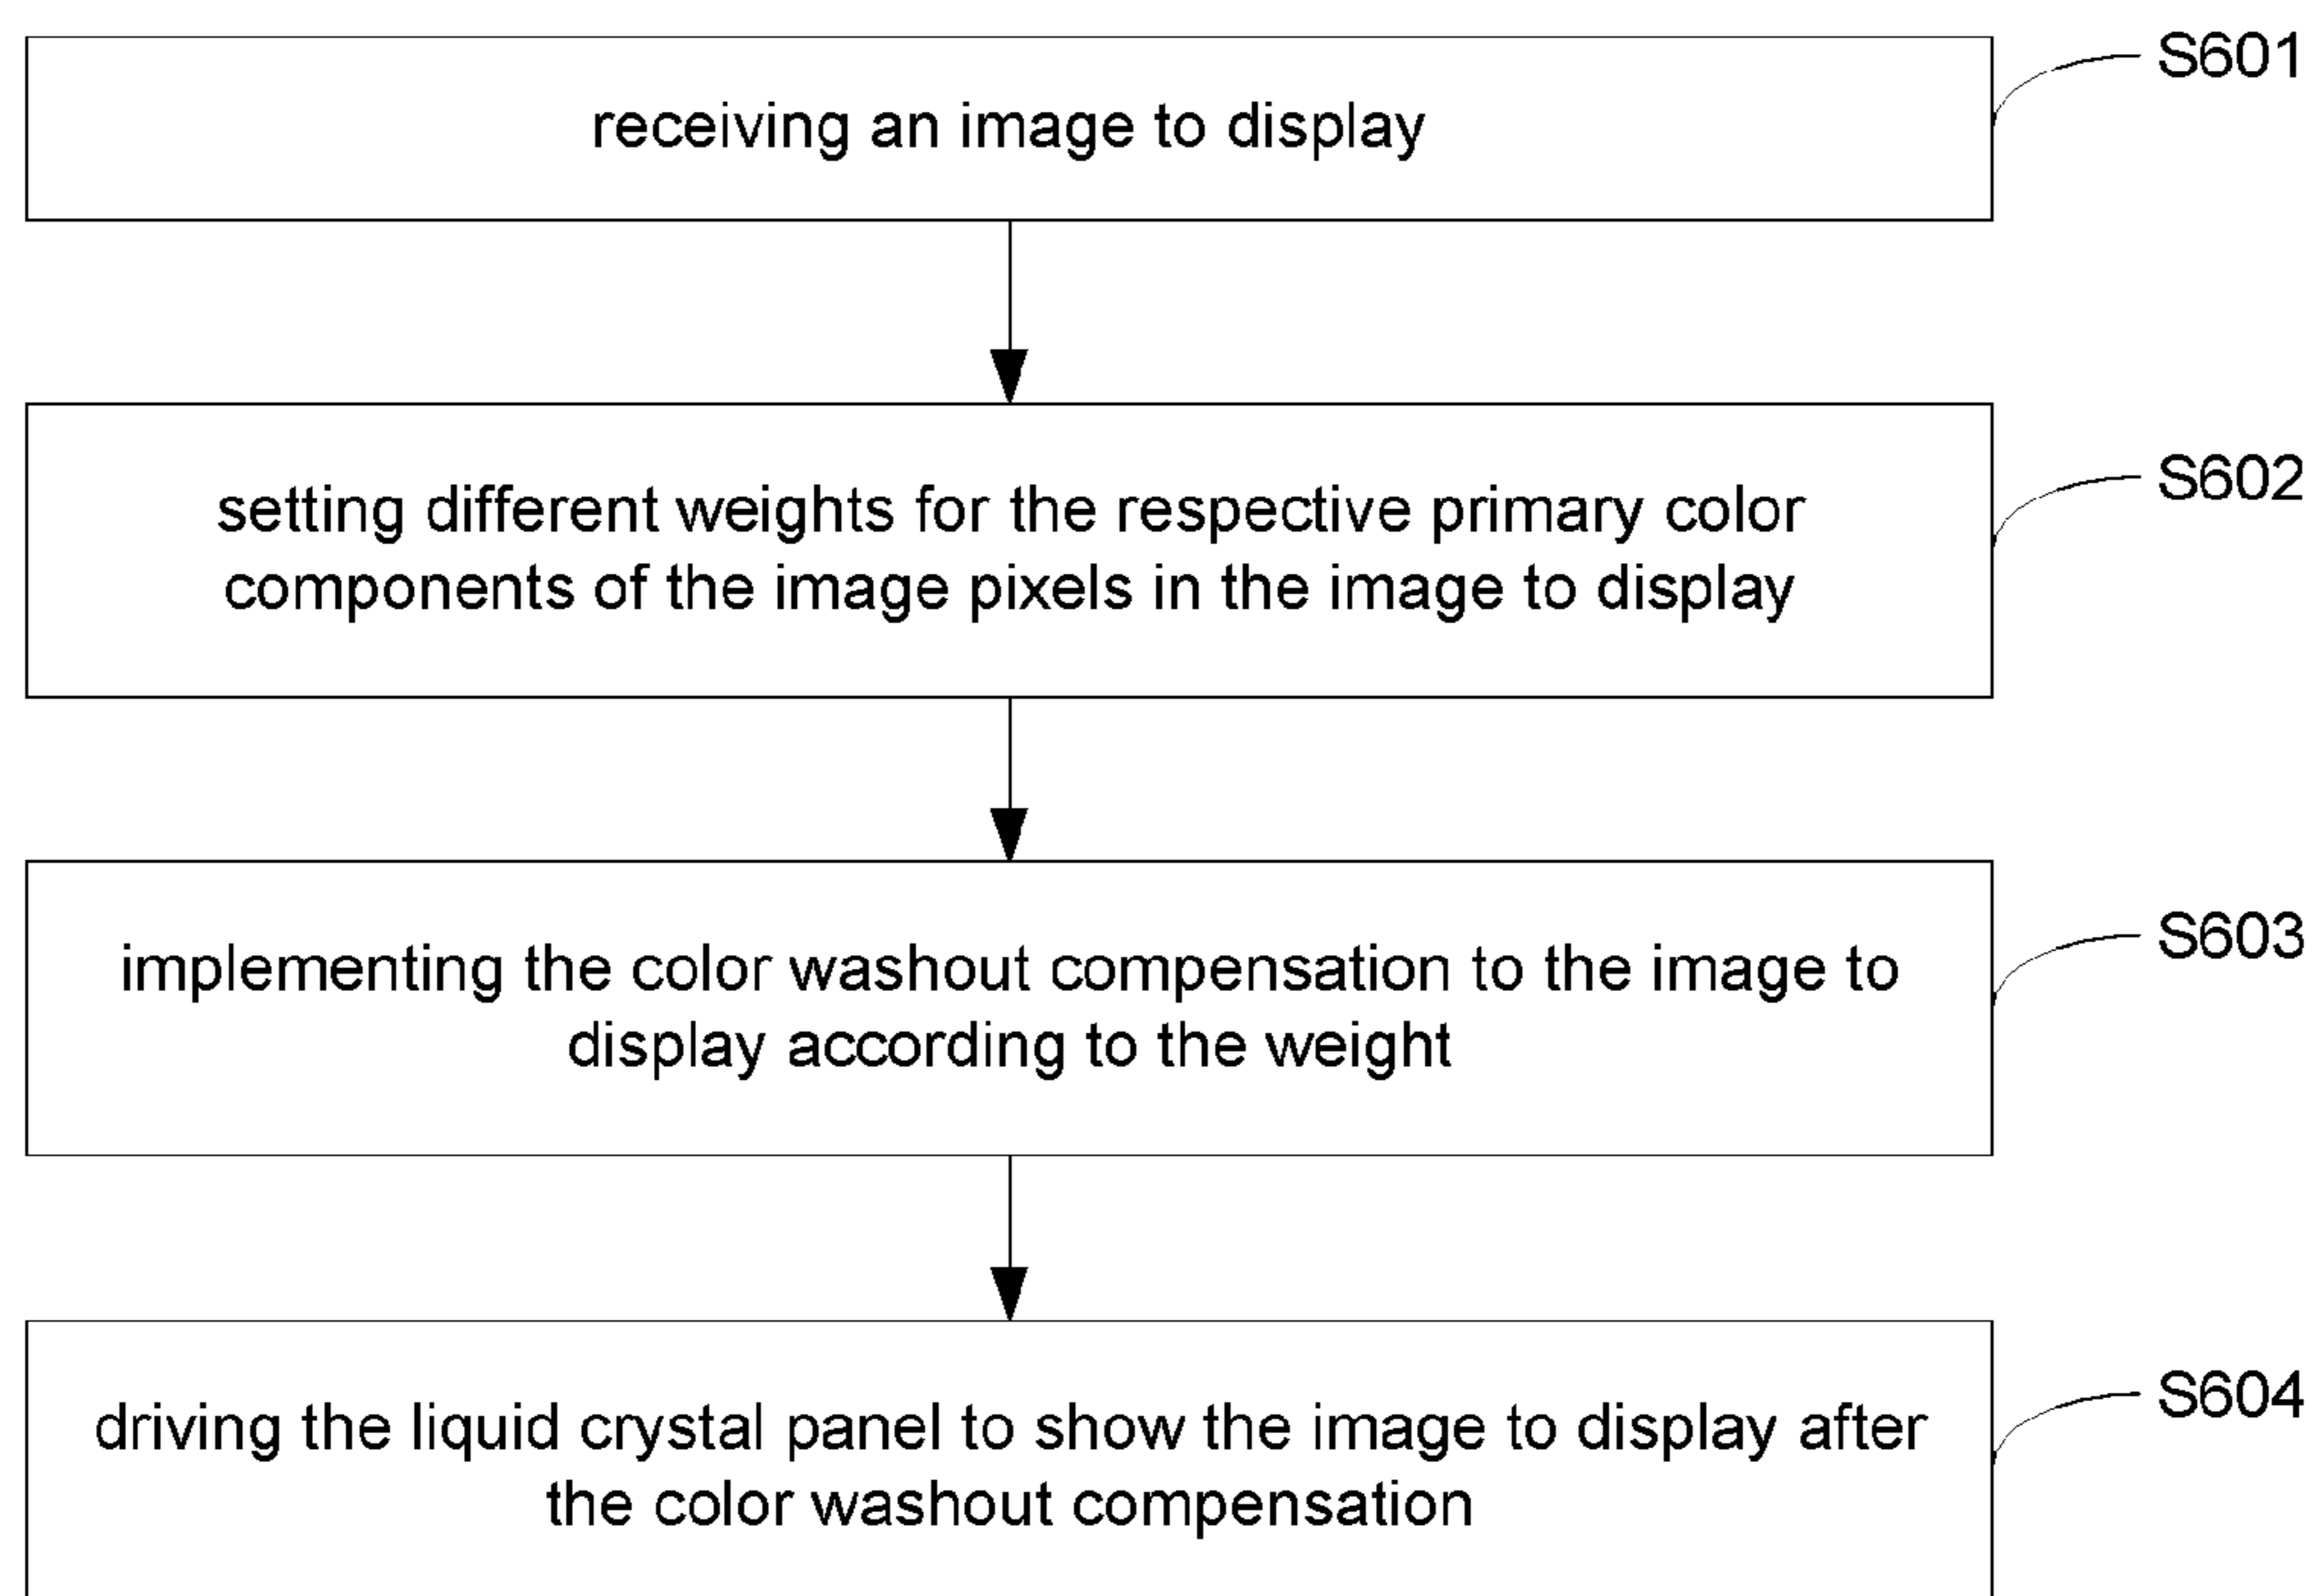 S601
receiving an image to display
S602
setting different weights for the respective primary color
components of the image pixels in the image to display
S603
implementing the color washout compensation to the image to
display according to the weight
S604
driving the liquid crystal panel to show the image to display after
the color washout compensation